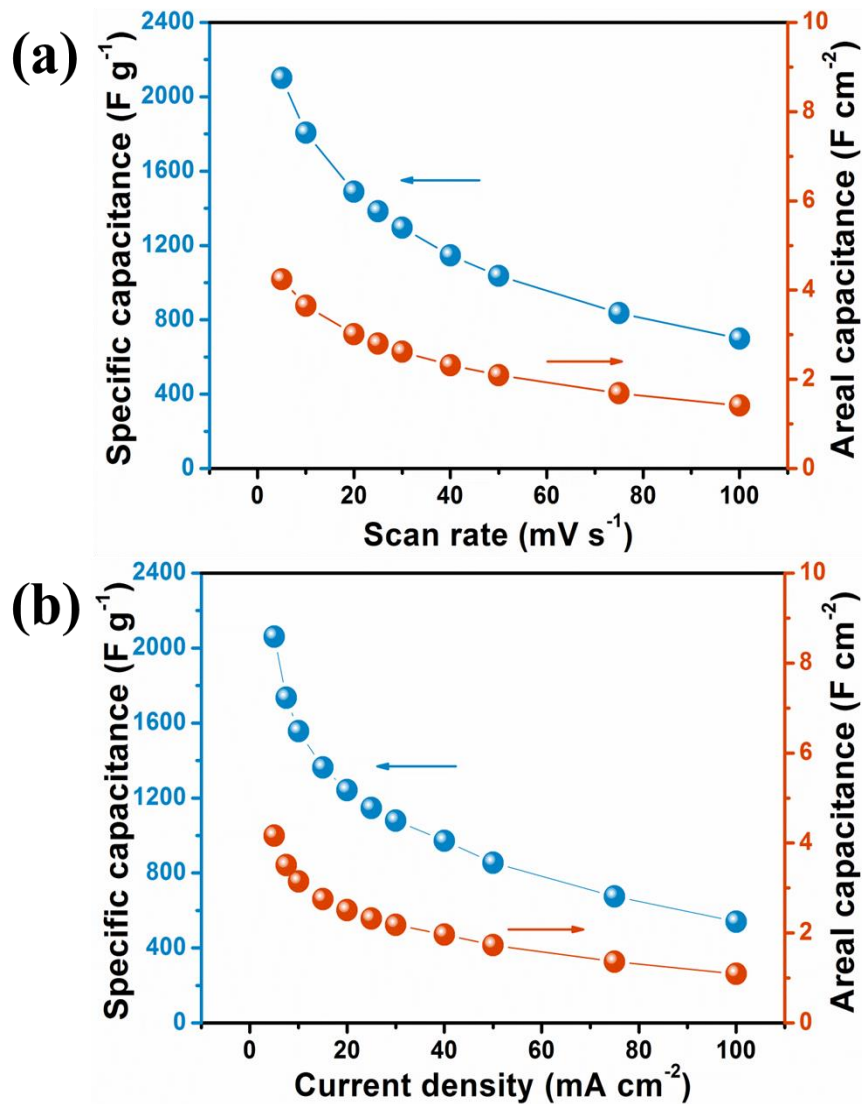 (a)
Specific capacitance (F g⁻¹)
2400
2000
1600
1200
800
400
0
10
8
6
4
2
0
Areal capacitance (F cm⁻²)
0 20 40 60 80 100
Scan rate (mV s⁻¹)
(b)
Specific capacitance (F g⁻¹)
2400
2000
1600
1200
800
400
0
10
8
6
4
2
0
Areal capacitance (F cm⁻²)
0 20 40 60 80 100
Current density (mA cm⁻²)